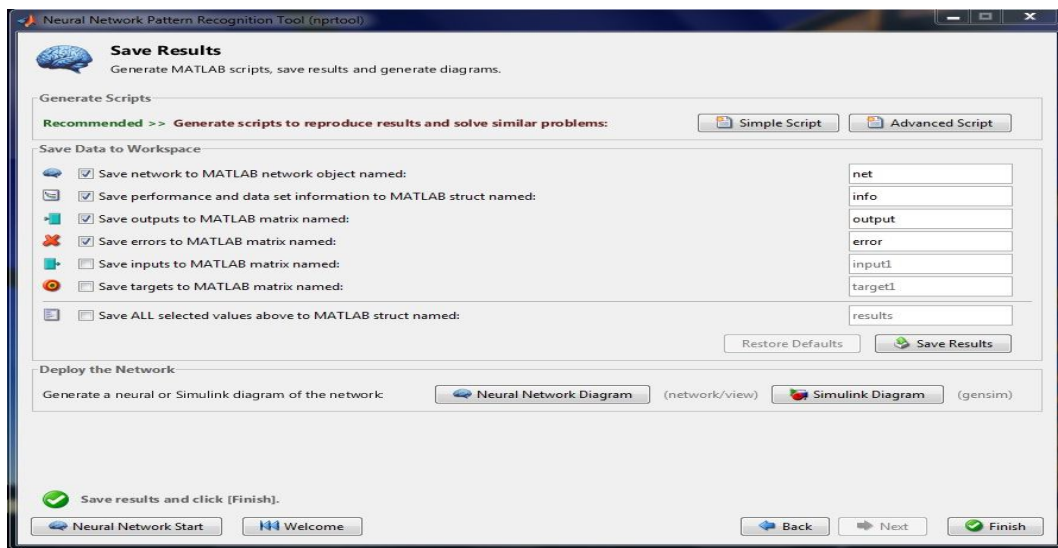 Neural Network Pattern Recognition Tool (nprtool)
Save Results
Generate MATLAB scripts, save results and generate diagrams.
Generate Scripts
Recommended >> Generate scripts to reproduce results and solve similar problems: Simple Script Advanced Script
Save Data to Workspace
Save network to MATLAB network object named: net
Save performance and data set information to MATLAB struct named: info
Save outputs to MATLAB matrix named: output
Save errors to MATLAB matrix named: error
Save inputs to MATLAB matrix named: input1
Save targets to MATLAB matrix named: target1
Save ALL selected values above to MATLAB struct named: results
Restore Defaults Save Results
Deploy the Network
Generate a neural or Simulink diagram of the network: Neural Network Diagram (network/view) Simulink Diagram (gensim)
Save results and click [Finish].
Neural Network Start Welcome Back Next Finish